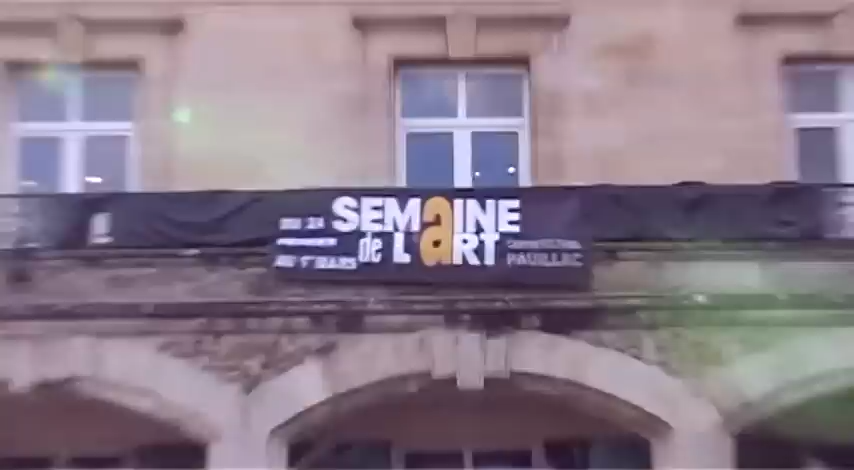 DU 24
SEMAINE
de L'ART
AU 1ER MARS
PAUILLAC